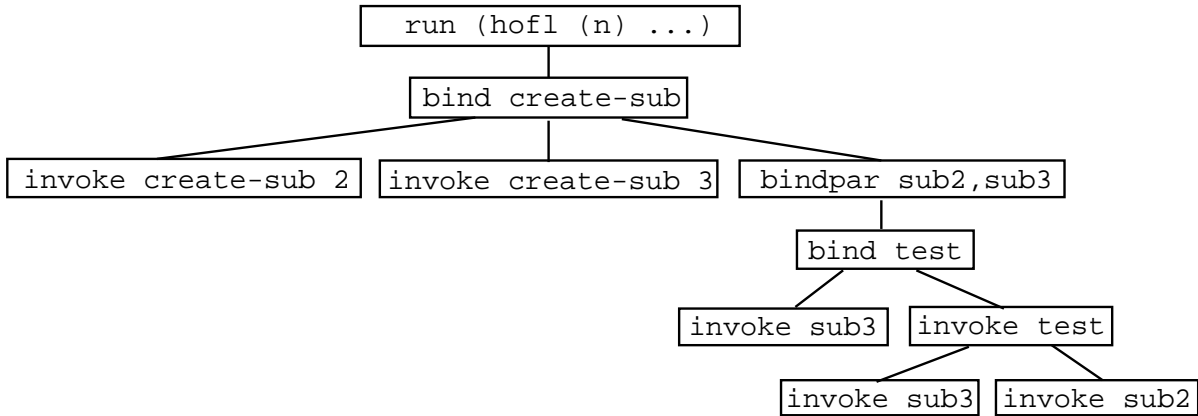 run (hofl (n) ...)
bind create-sub
invoke create-sub 2
invoke create-sub 3
bindpar sub2,sub3
bind test
invoke sub3
invoke test
invoke sub3
invoke sub2